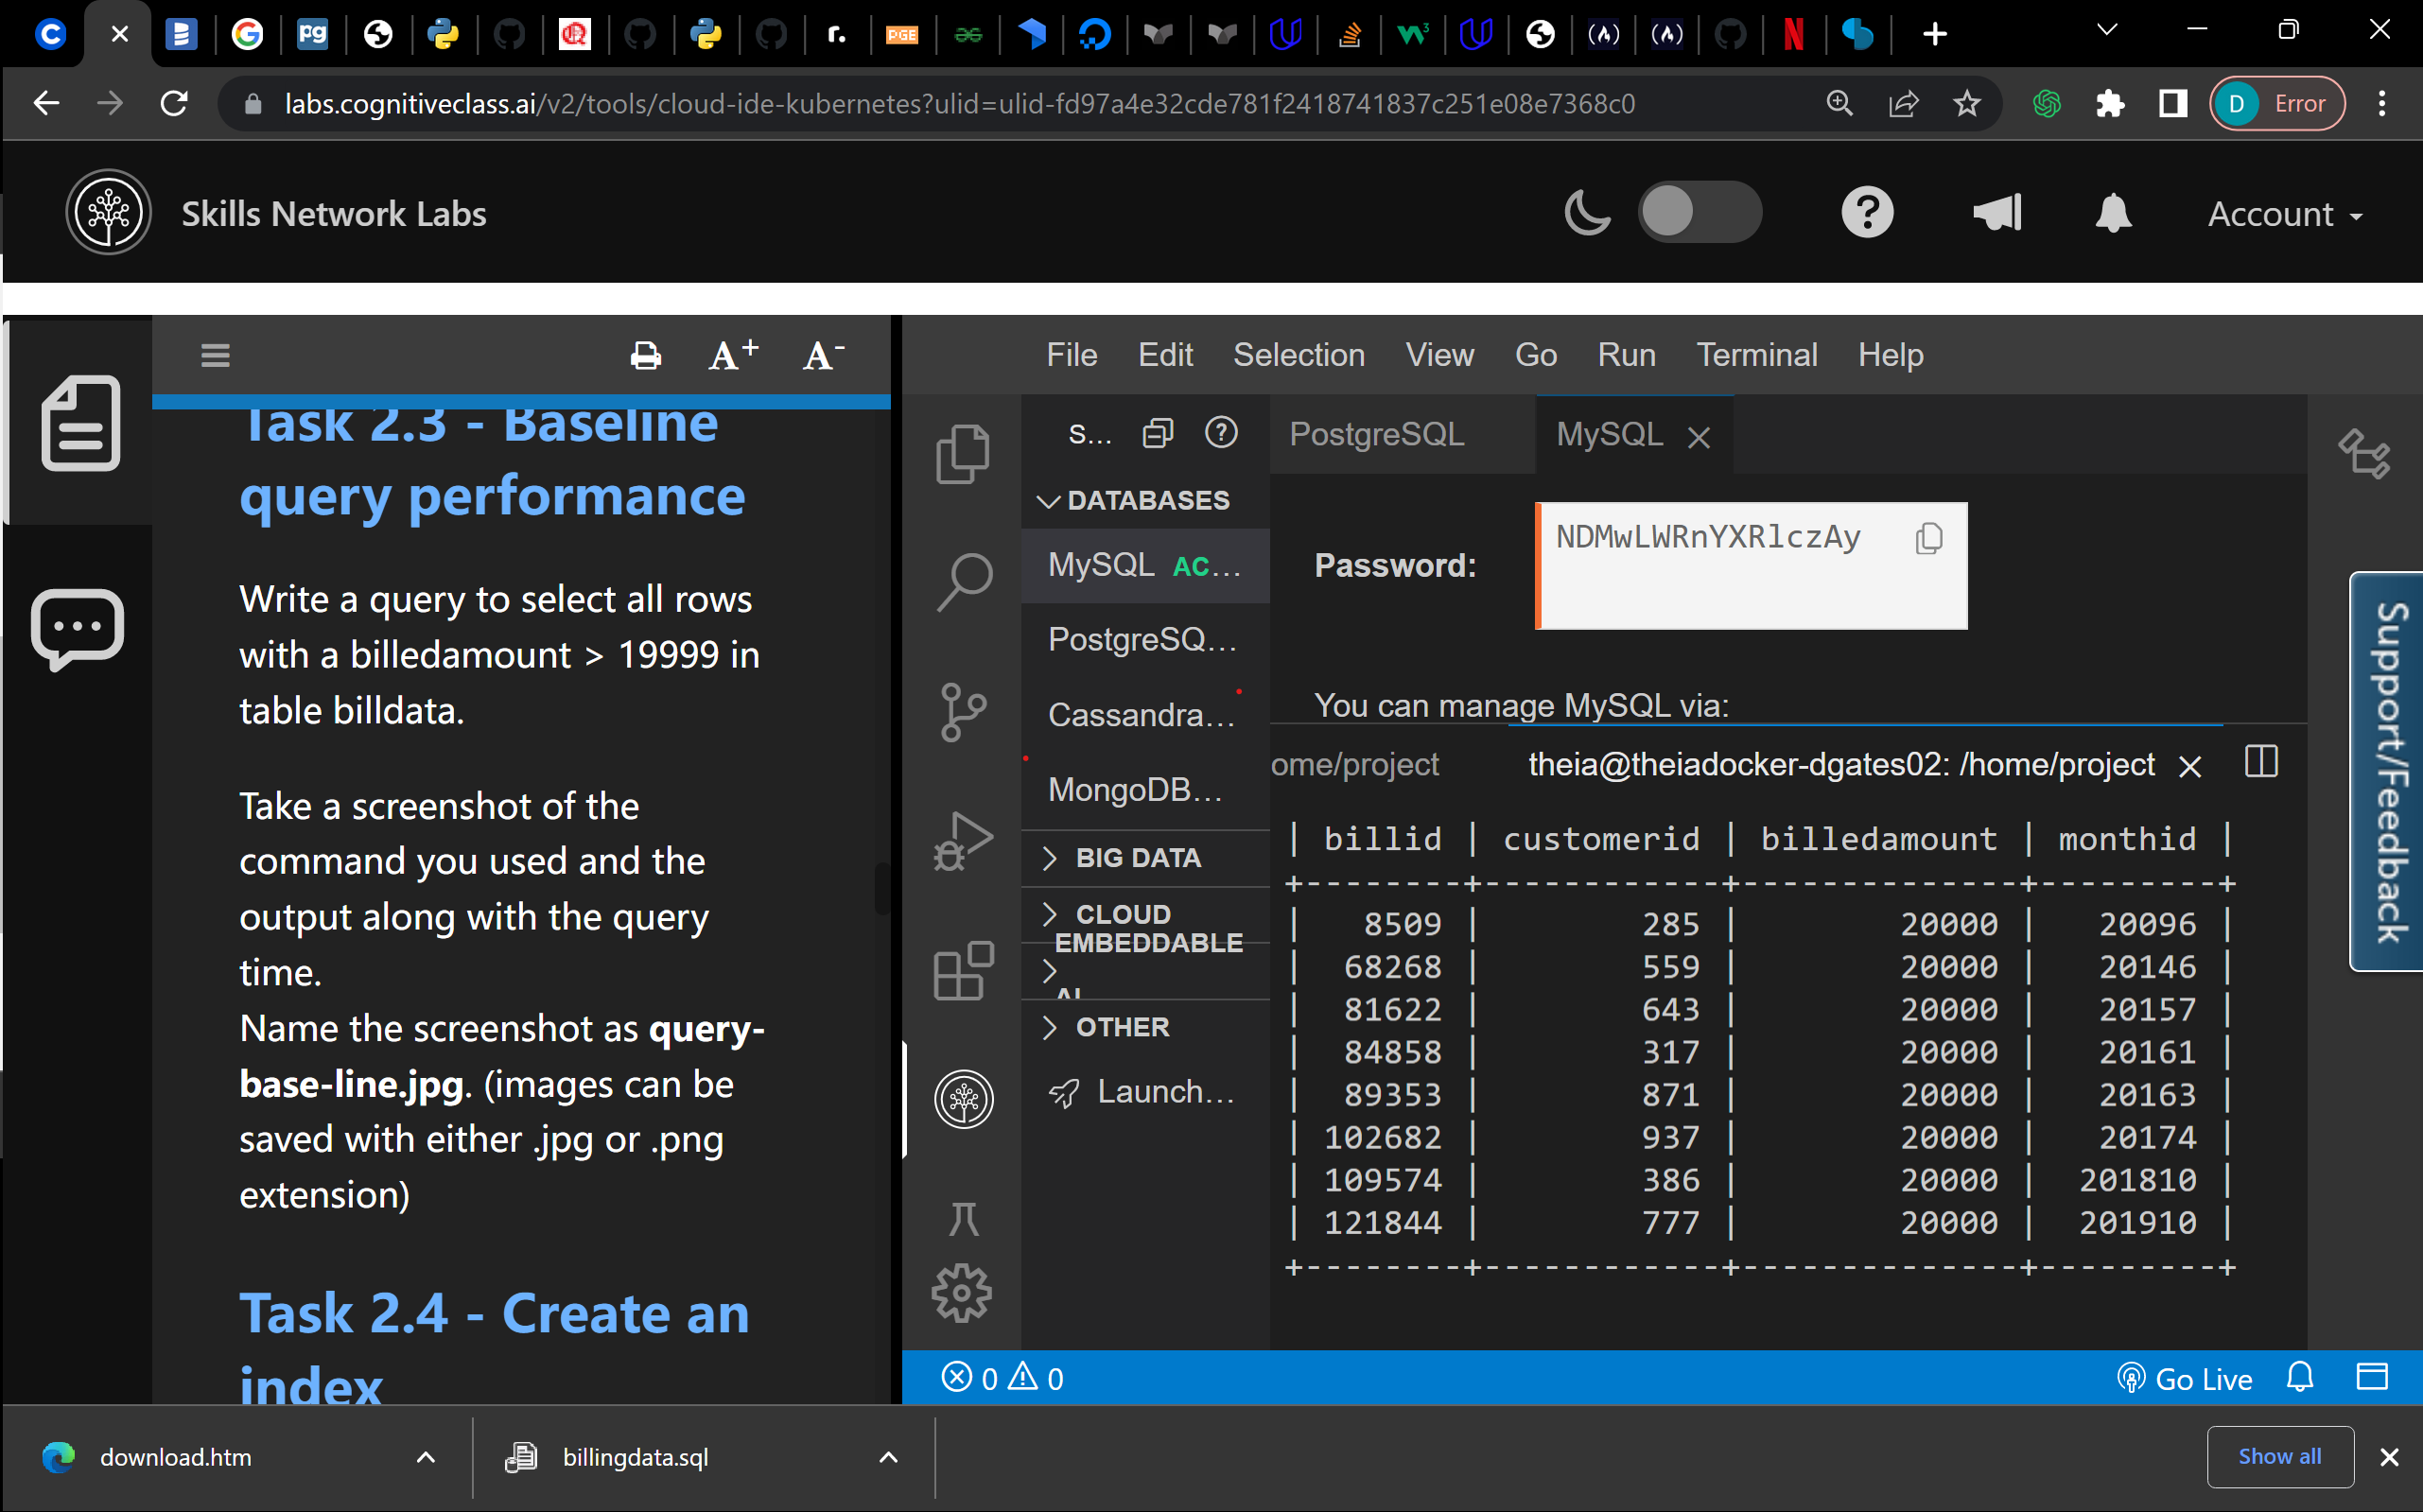 labs.cognitiveclass.ai/v2/tools/cloud-ide-kubernetes?ulid=ulid-fd97a4e32cde781f2418741837c251e08e7368c0
D Error
Skills Network Labs
Account
A+ A-
Task 2.3 - Baseline
query performance
Write a query to select all rows
with a billedamount > 19999 in
table billdata.
Take a screenshot of the
command you used and the
output along with the query
time.
Name the screenshot as query-
base-line.jpg. (images can be
saved with either .jpg or .png
extension)
Task 2.4 - Create an
index
File Edit Selection View Go Run Terminal Help
S...
DATABASES
MySQL AC...
PostgreSQ...
Cassandra...
MongoDB...
BIG DATA
CLOUD
EMBEDDABLE
AI
OTHER
Launch...
PostgreSQL MySQL
Password:
NDMwLWRnYXRlczAy
You can manage MySQL via:
ome/project theia@theiadocker-dgates02: /home/project
| billid | customerid | billedamount | monthid |
+--------+------------+--------------+---------+
| 8509 | 285 | 20000 | 20096 |
| 68268 | 559 | 20000 | 20146 |
| 81622 | 643 | 20000 | 20157 |
| 84858 | 317 | 20000 | 20161 |
| 89353 | 871 | 20000 | 20163 |
| 102682 | 937 | 20000 | 20174 |
| 109574 | 386 | 20000 | 201810 |
| 121844 | 777 | 20000 | 201910 |
+--------+------------+--------------+---------+
Support/Feedback
0 0
Go Live
download.htm
billingdata.sql
Show all